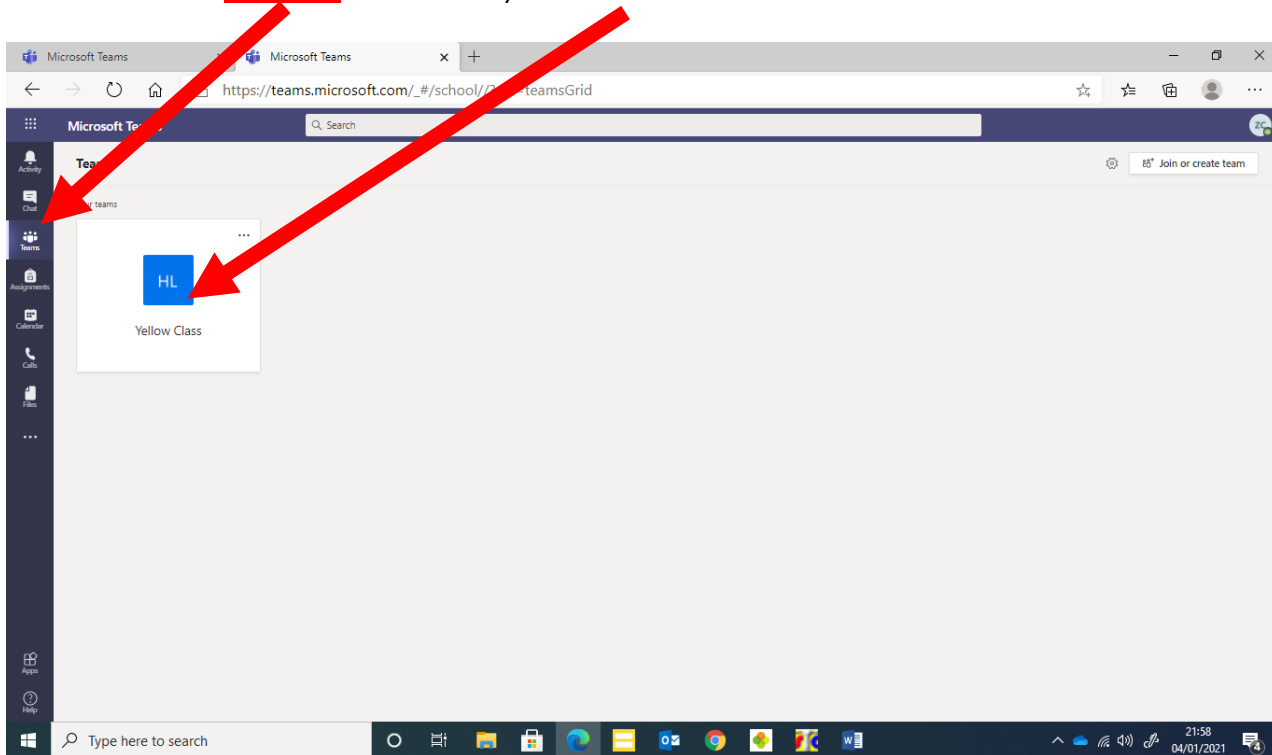 Microsoft Teams
Microsoft Teams
https://teams.microsoft.com/_#/school//? =teamsGrid
Microsoft
Search
ZC
Activity
Join or create team
Chat
teams
Teams
...
HL
Assignments
Yellow Class
Calendar
Calls
Files
Apps
Help
Type here to search
21:58
04/01/2021
4